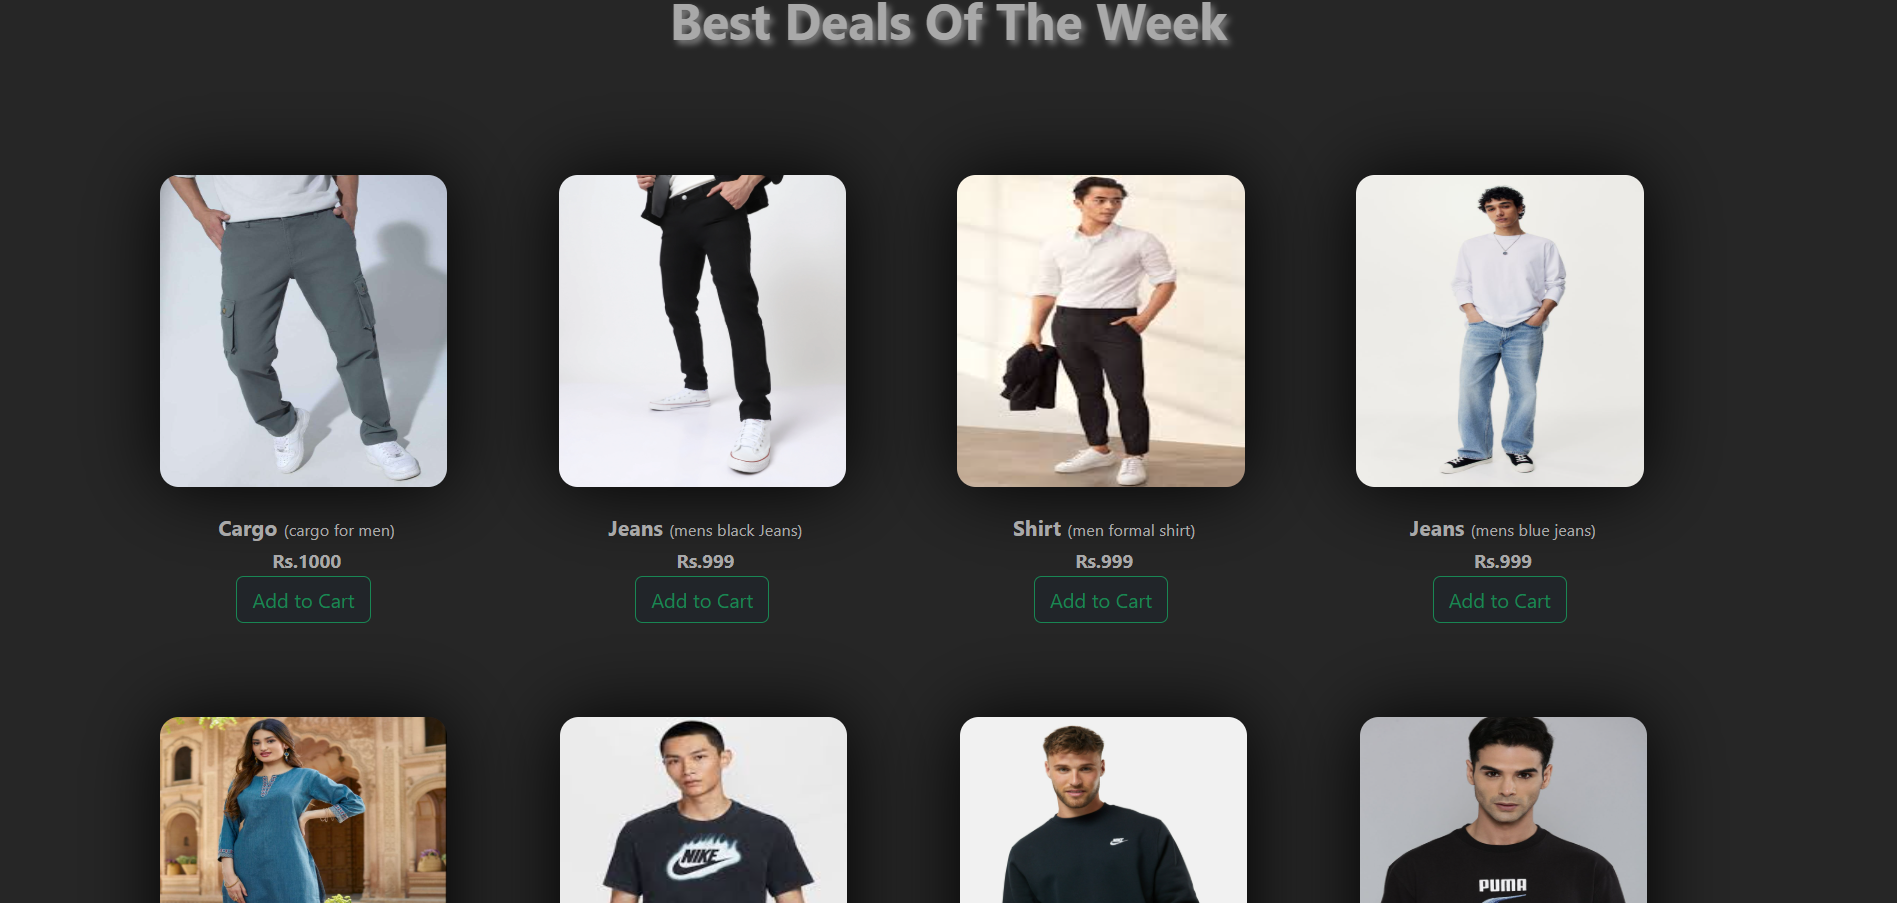 Best Deals Of The Week
Cargo (cargo for men)
Rs.1000
Add to Cart
Jeans (mens black Jeans)
Rs.999
Add to Cart
Shirt (men formal shirt)
Rs.999
Add to Cart
Jeans (mens blue jeans)
Rs.999
Add to Cart
NIKE
PUMA